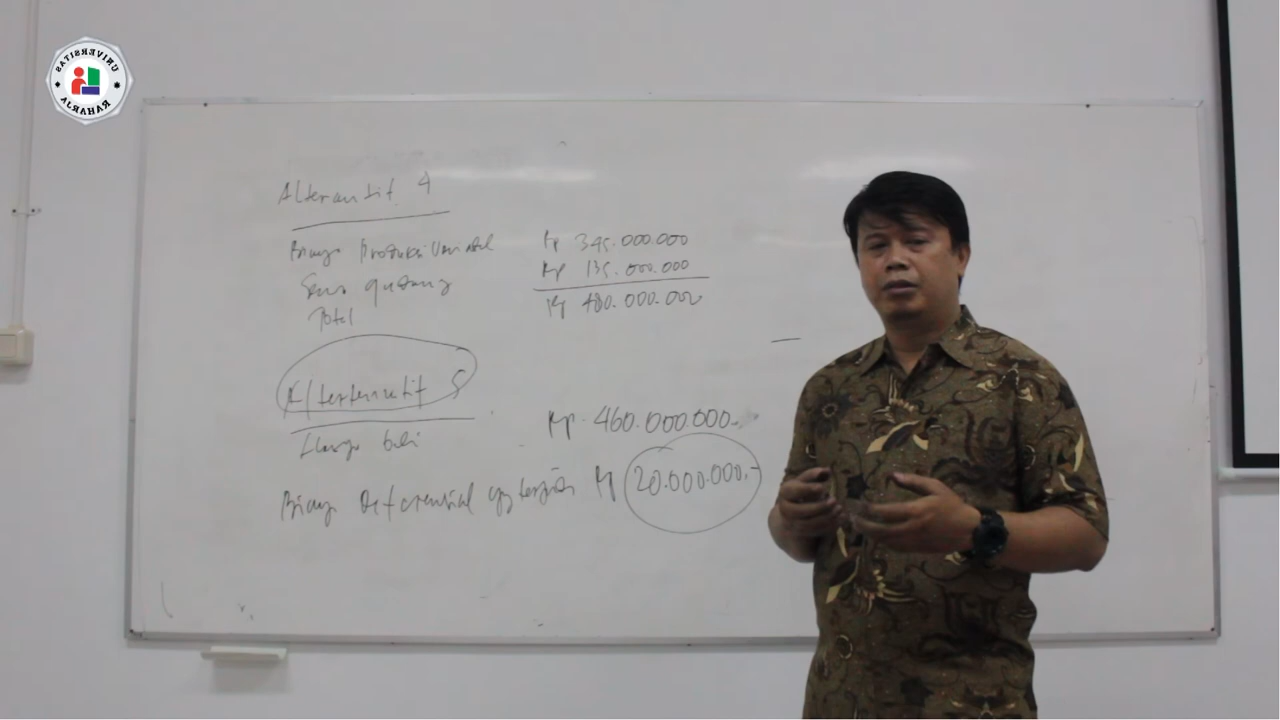 UNIVERSITAS
RAHARJA
Alternatif 4
Biaya Produksi Variabel Rp 345.000.000
Sewa gudang Rp 135.000.000
Total Rp 480.000.000
Alternatif 5
Harga beli Rp. 460.000.000.-
Biaya Deferensial yg terjadi Rp 20.000.000.-